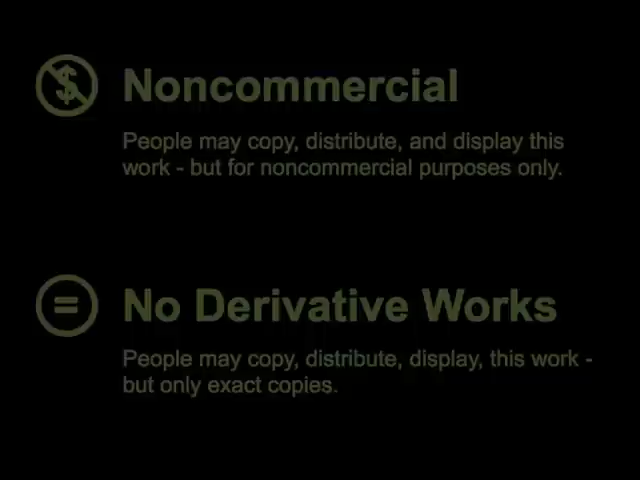 Noncommercial
People may copy, distribute, and display this
work - but for noncommercial purposes only.
No Derivative Works
People may copy, distribute, display, this work -
but only exact copies.